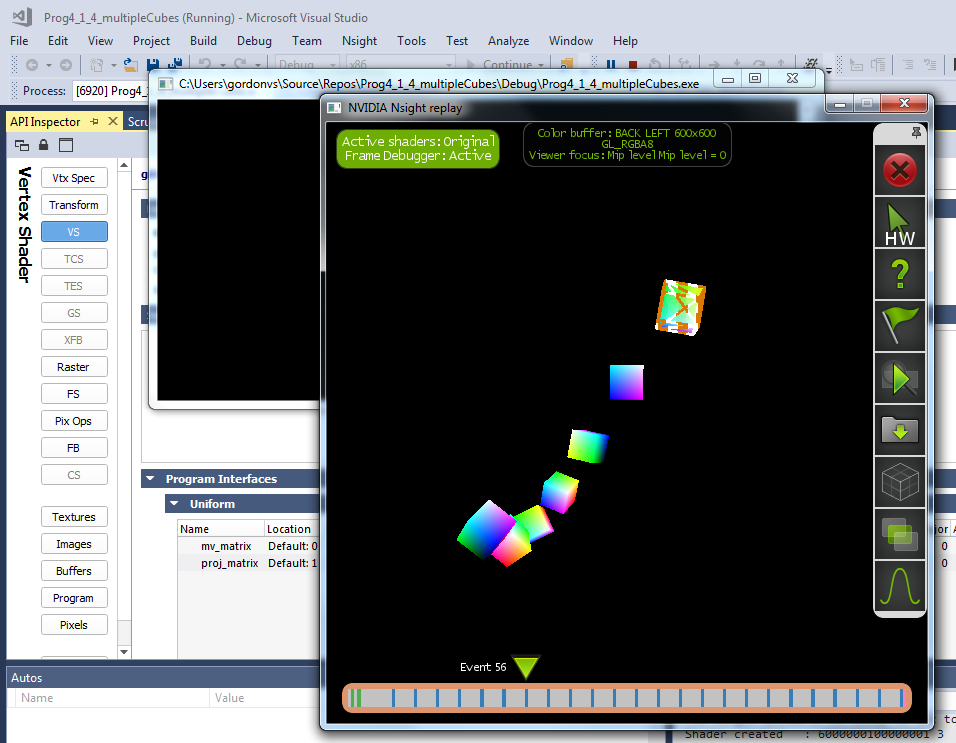 Prog4_1_4_multipleCubes (Running) - Microsoft Visual Studio
File Edit View Project Build Debug Team Nsight Tools Test Analyze Window Help
Debug x86 Continue
Process: [6920] Prog4_
C:\Users\gordonvs\Source\Repos\Prog4_1_4_multipleCubes\Debug\Prog4_1_4_multipleCubes.exe
NVIDIA Nsight replay
API Inspector Scru
Active shaders: Original
Frame Debugger: Active
Color buffer: BACK LEFT 600x600
GL_RGBA8
Viewer focus: Mip level Mip level = 0
Vertex Shader
Vtx Spec
Transform
VS
TCS
TES
GS
XFB
Raster
FS
Pix Ops
FB
CS
Textures
Images
Buffers
Program
Pixels
HW
?
Program Interfaces
Uniform
Name Location
mv_matrix Default: 0 0
proj_matrix Default: 1 0
Event 56
Autos
Name Value
to
Shader created : 6000000100000001 3